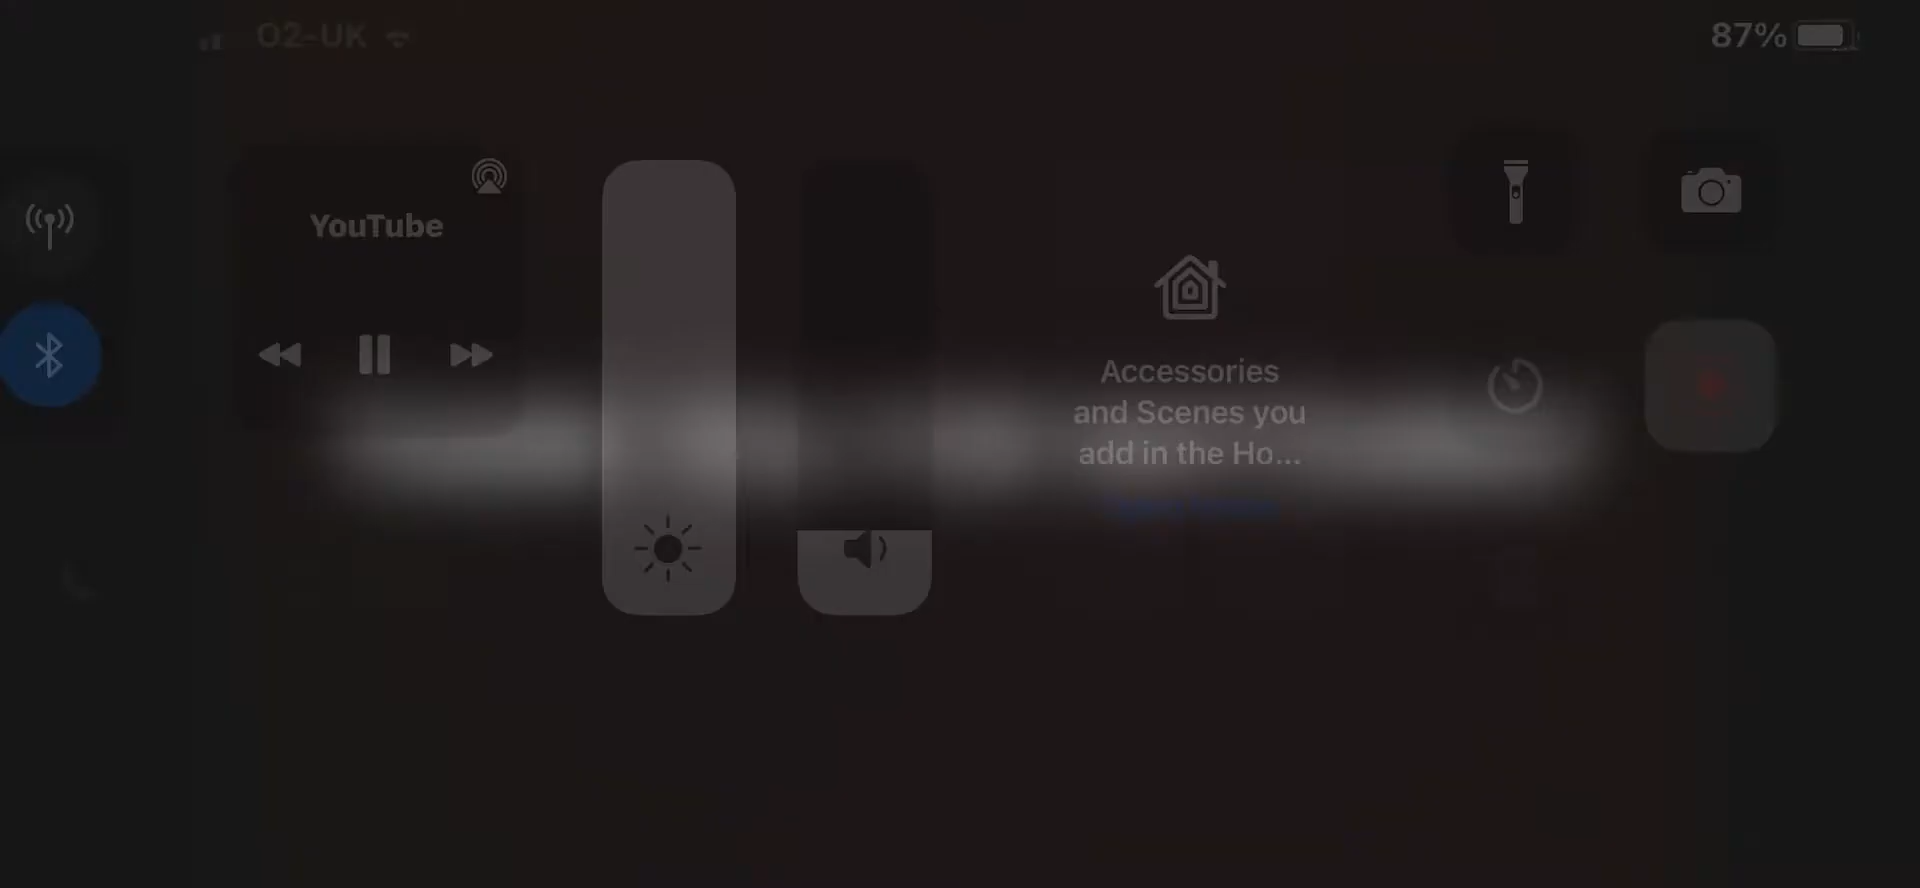 O2-UK
87%
YouTube
Accessories
and Scenes you
add in the Ho...